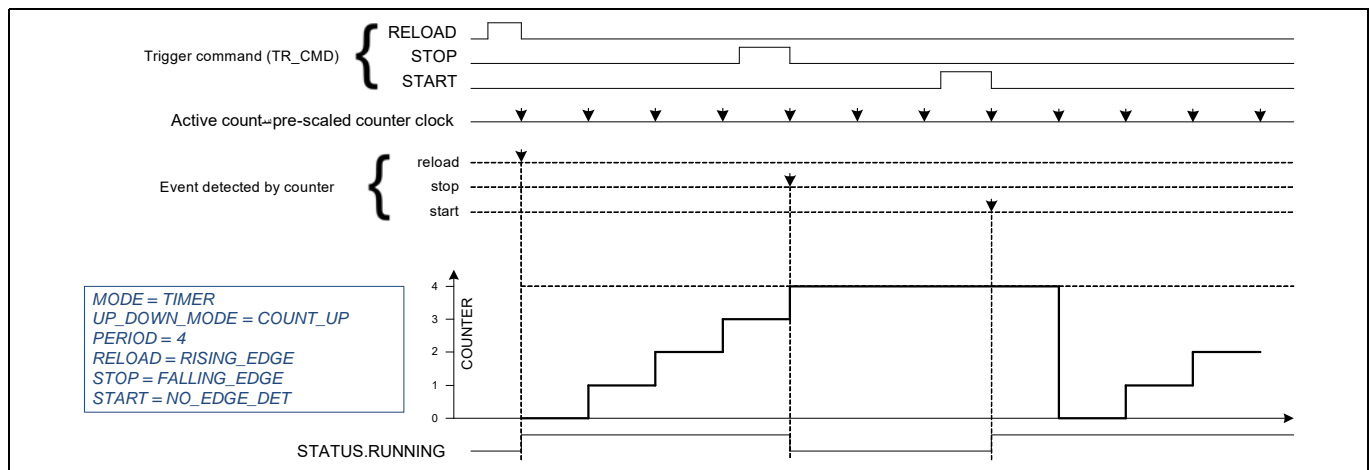 RELOAD
Trigger command (TR_CMD)
STOP
START
Active count pre-scaled counter clock
reload
Event detected by counter
stop
start
MODE = TIMER
UP_DOWN_MODE = COUNT_UP
PERIOD = 4
RELOAD = RISING_EDGE
STOP = FALLING_EDGE
START = NO_EDGE_DET
COUNTER
4
3
2
1
0
STATUS.RUNNING